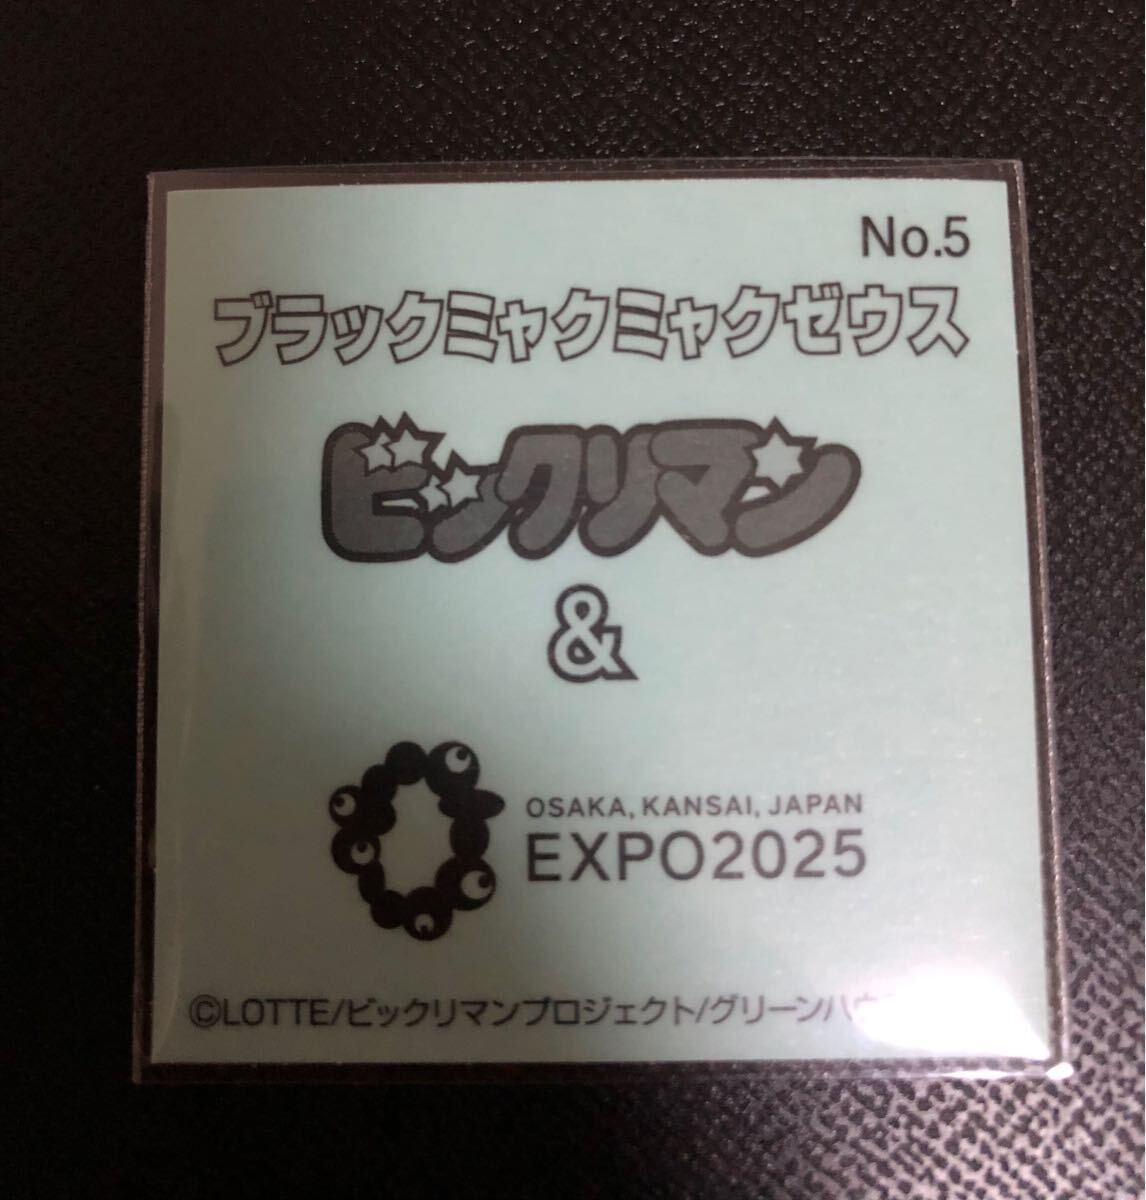 No.5
ブラックミャクミャクゼウス
ビックリマン
&
OSAKA, KANSAI, JAPAN
EXPO2025
©LOTTE/ビックリマンプロジェクト/グリーンハウス